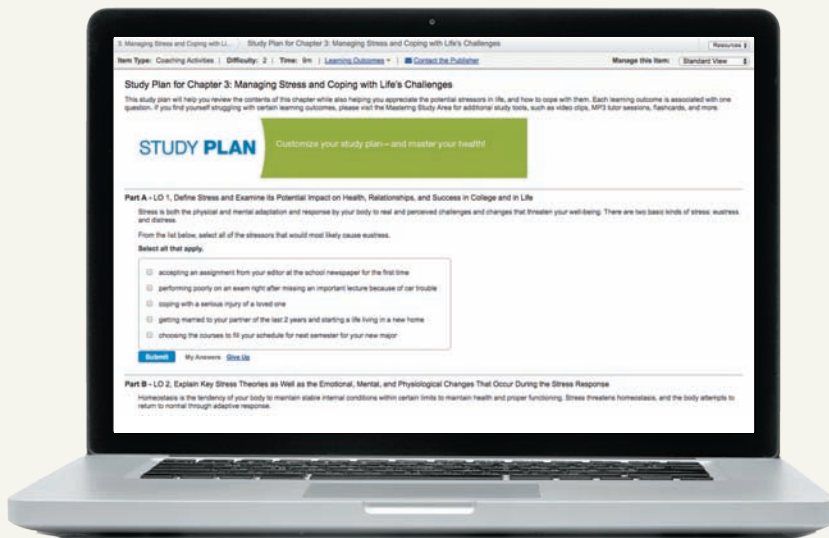 3. Managing Stress and Coping with Li... Study Plan for Chapter 3: Managing Stress and Coping with Life's Challenges Resources
Item Type: Coaching Activities | Difficulty: 2 | Time: 9m | Learning Outcomes | Contact the Publisher Manage this Item: Standard View
Study Plan for Chapter 3: Managing Stress and Coping with Life's Challenges
This study plan will help you review the contents of this chapter while also helping you appreciate the potential stressors in life, and how to cope with them. Each learning outcome is associated with one
question. If you find yourself struggling with certain learning outcomes, please visit the Mastering Study Area for additional study tools, such as video clips, MP3 tutor sessions, flashcards, and more.
STUDY PLAN Customize your study plan—and master your health!
Part A - LO 1, Define Stress and Examine its Potential Impact on Health, Relationships, and Success in College and in Life
Stress is both the physical and mental adaptation and response by your body to real and perceived challenges and changes that threaten your well-being. There are two basic kinds of stress: eustress
and distress.
From the list below, select all of the stressors that would most likely cause eustress.
Select all that apply.
accepting an assignment from your editor at the school newspaper for the first time
performing poorly on an exam right after missing an important lecture because of car trouble
coping with a serious injury of a loved one
getting married to your partner of the last 2 years and starting a life living in a new home
choosing the courses to fill your schedule for next semester for your new major
Submit My Answers Give Up
Part B - LO 2, Explain Key Stress Theories as Well as the Emotional, Mental, and Physiological Changes That Occur During the Stress Response
Homeostasis is the tendency of your body to maintain stable internal conditions within certain limits to maintain health and proper functioning. Stress threatens homeostasis, and the body attempts to
return to normal through adaptive response.